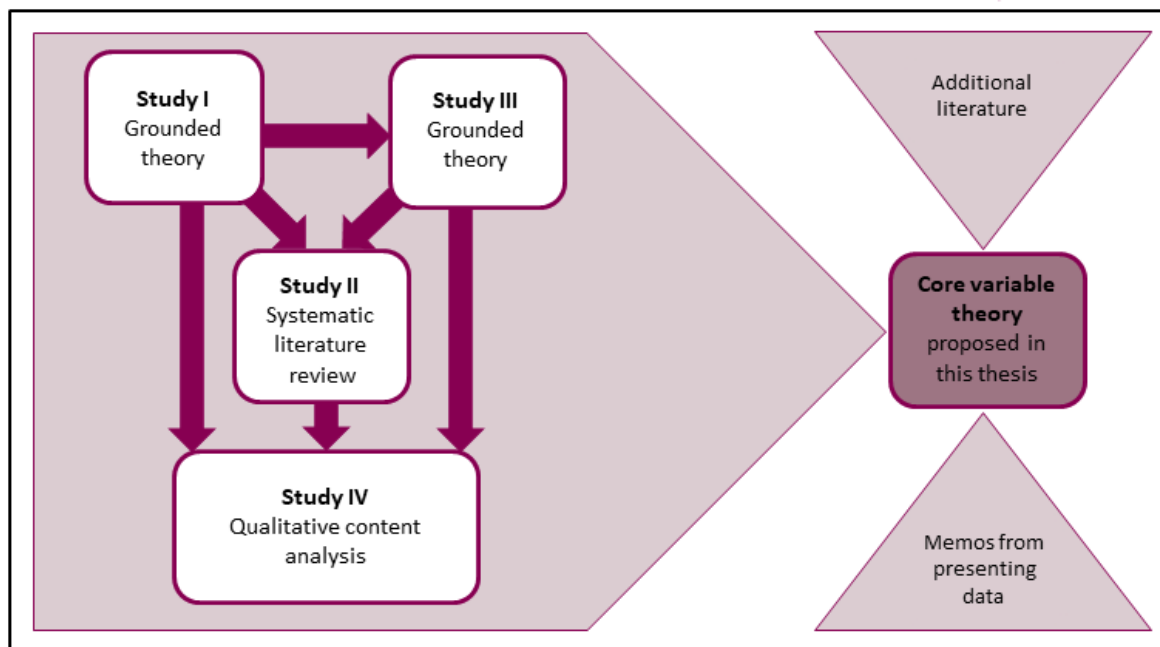 Study I
Grounded
theory
Study III
Grounded
theory
Study II
Systematic
literature
review
Study IV
Qualitative content
analysis
Additional
literature
Core variable
theory
proposed in
this thesis
Memos from
presenting
data